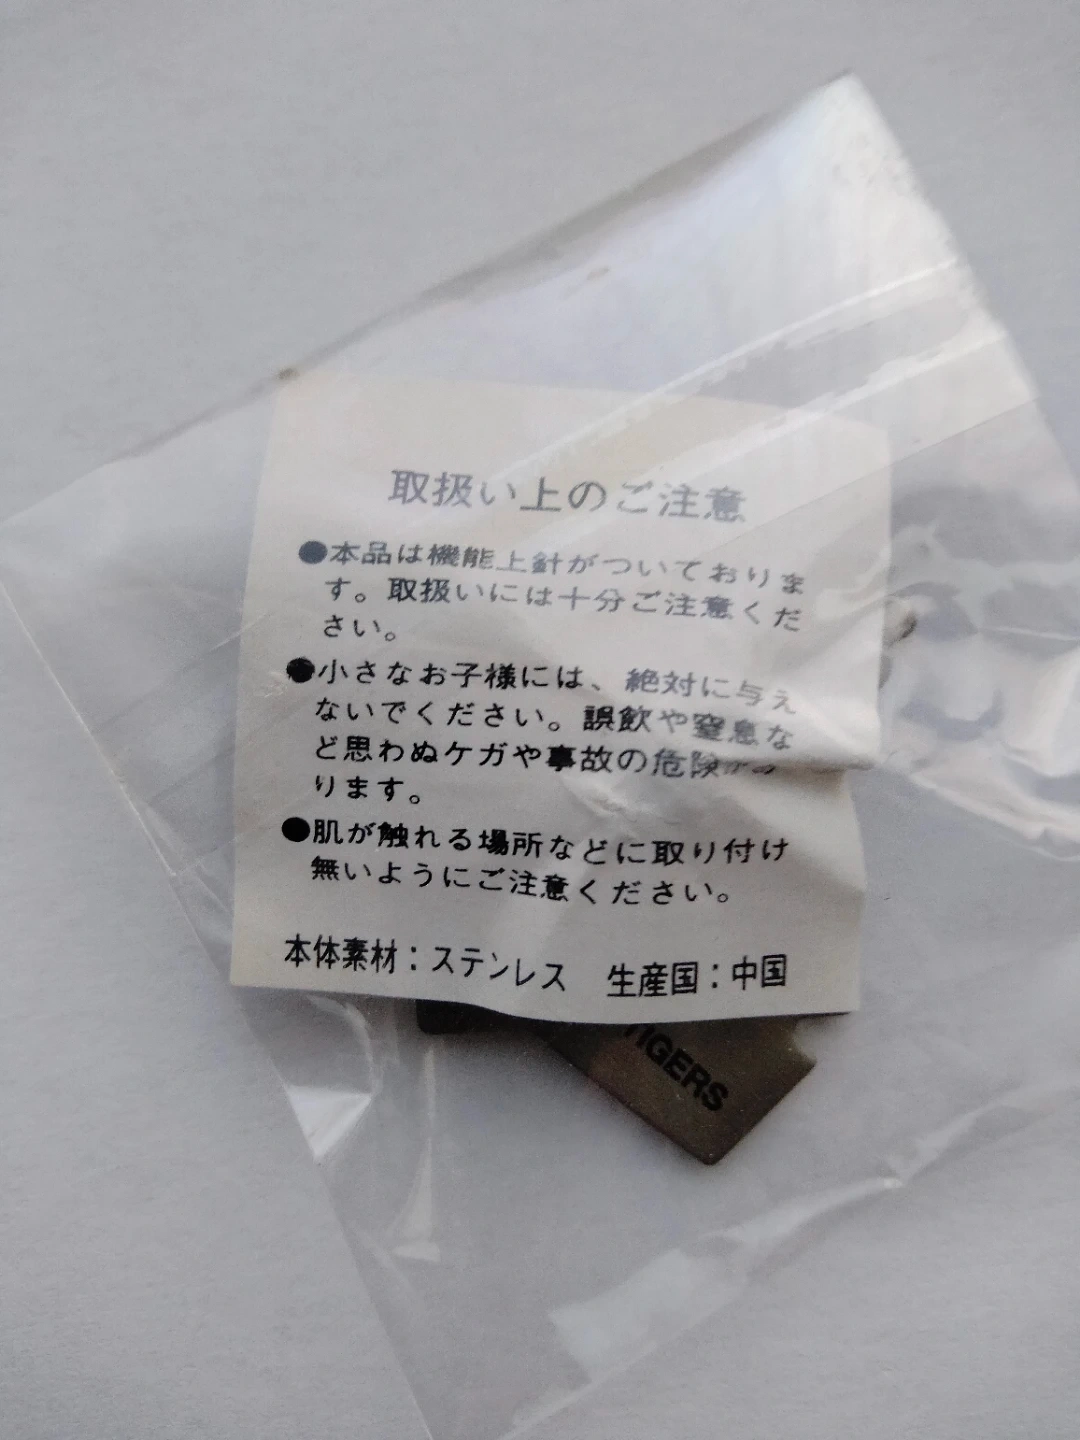 取扱い上のご注意
●本品は機能上針がついておりま
す。取扱いには十分ご注意くだ
さい。
●小さなお子様には、絶対に与え
ないでください。誤飲や窒息な
ど思わぬケガや事故の危険があ
ります。
●肌が触れる場所などに取り付け
無いようにご注意ください。
本体素材：ステンレス 生産国：中国
TIGERS